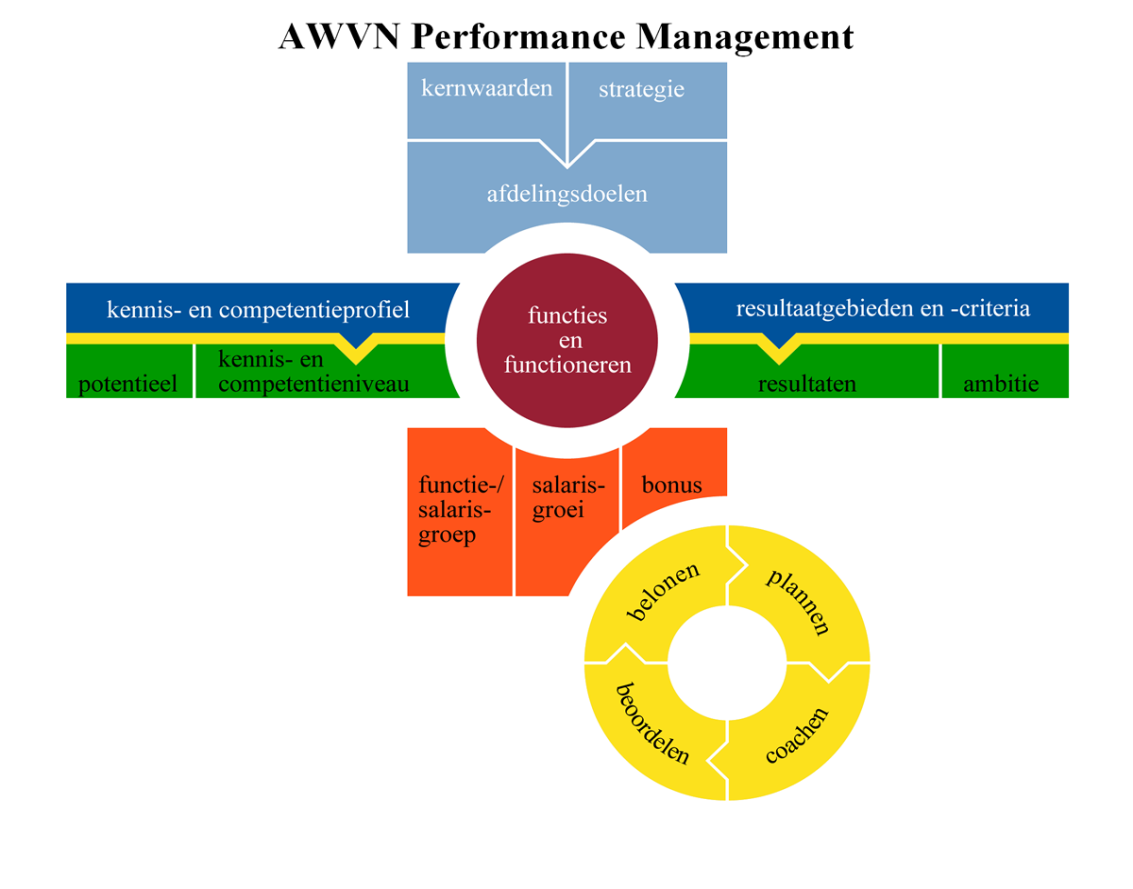 AWVN Performance Management
kernwaarden
strategie
afdelingsdoelen
kennis- en competentieprofiel
resultaatgebieden en -criteria
functies
en
functioneren
potentieel
kennis- en
competentieniveau
resultaten
ambitie
functie-/
salaris-
groep
salaris-
groei
bonus
belonen
plannen
beoordelen
coachen